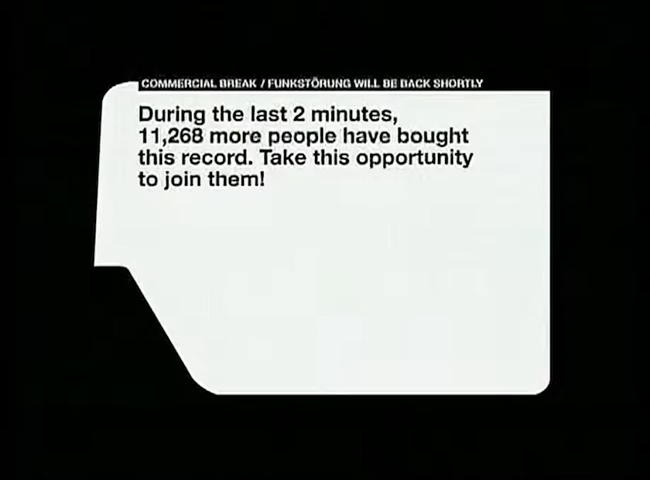 COMMERCIAL BREAK / FUNKSTÖRUNG WILL BE BACK SHORTLY
During the last 2 minutes,
11,268 more people have bought
this record. Take this opportunity
to join them!